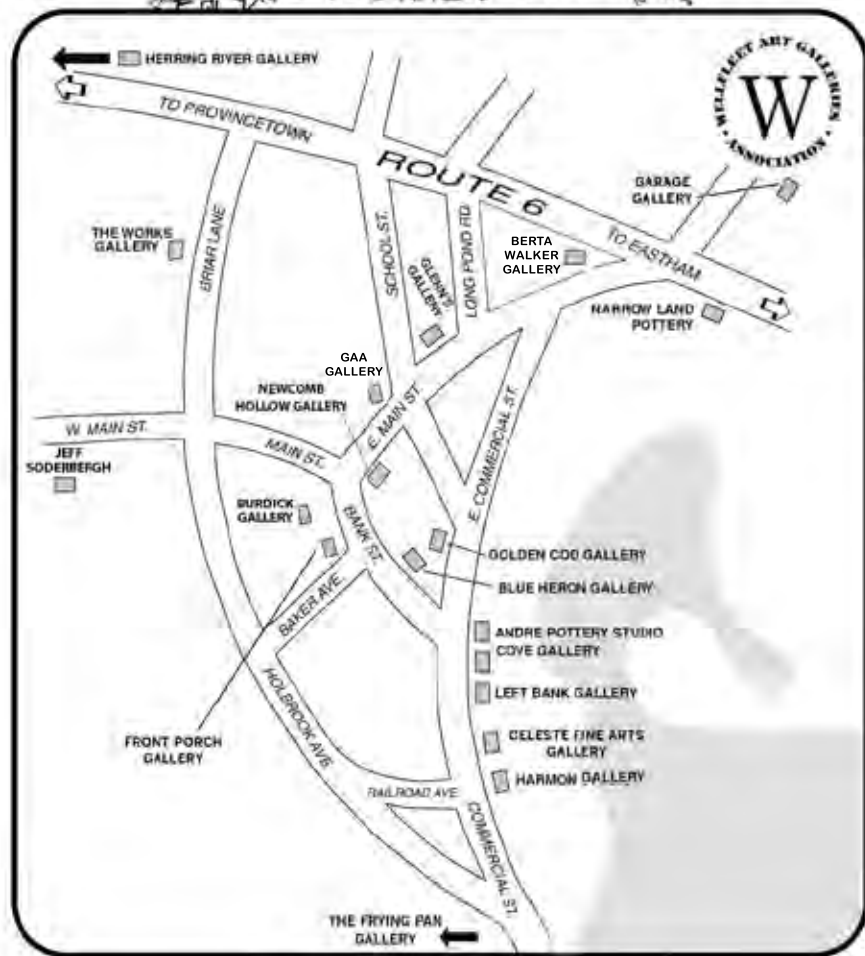 HERRING RIVER GALLERY
WELLFLEET ART GALLERIES
W
ASSOCIATION
TO PROVINCETOWN
ROUTE 6
TO EASTHAM
GARAGE
GALLERY
THE WORKS
GALLERY
BRIAR LANE
SCHOOL ST.
GLENN'S
GALLERY
LONG POND RD.
BERTA
WALKER
GALLERY
NARROW LAND
POTTERY
GAA
GALLERY
NEWCOMB
HOLLOW GALLERY
E. MAIN ST.
E. COMMERCIAL ST.
W. MAIN ST.
MAIN ST.
JEFF
SODERBERGH
BURDICK
GALLERY
BANK ST.
GOLDEN COD GALLERY
BLUE HERON GALLERY
BAKER AVE.
ANDRE POTTERY STUDIO
COVE GALLERY
LEFT BANK GALLERY
HOLBROOK AVE.
FRONT PORCH
GALLERY
CELESTE FINE ARTS
GALLERY
HARMON GALLERY
RAILROAD AVE
COMMERCIAL ST.
THE FRYING PAN
GALLERY